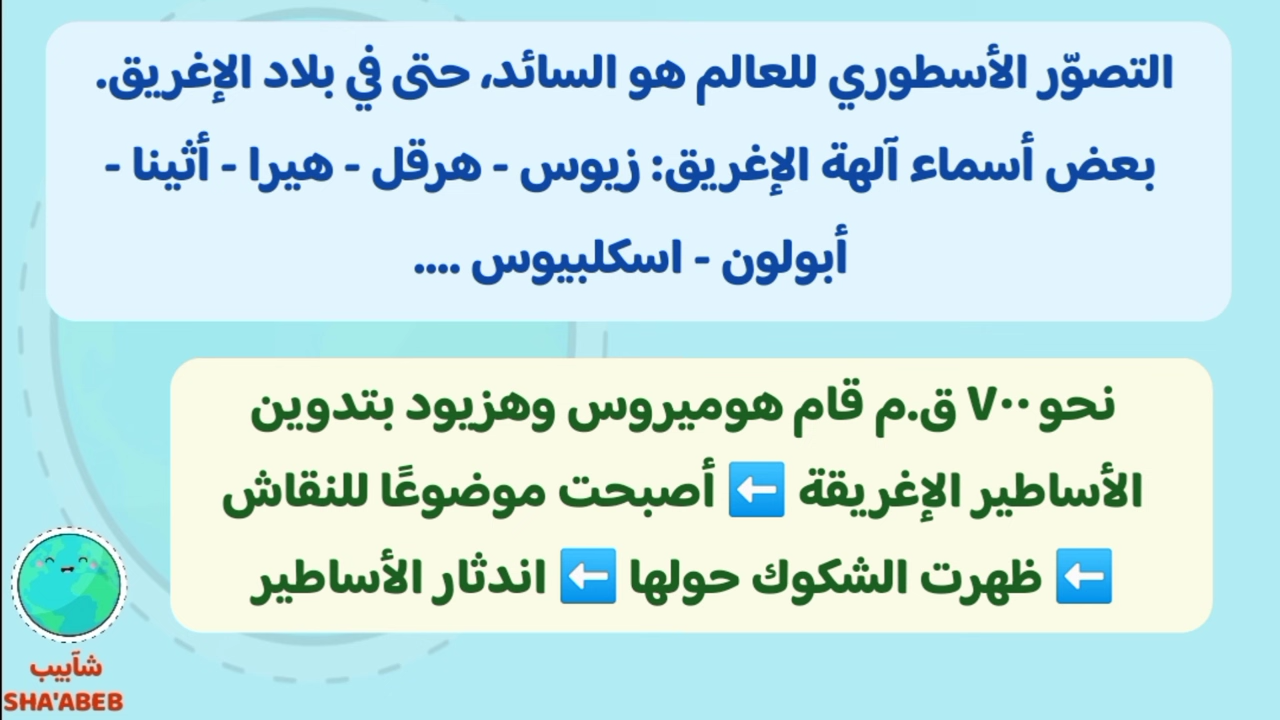 التصوّر الأسطوري للعالم هو السائد، حتى في بلاد الإغريق.
بعض أسماء آلهة الإغريق: زيوس - هرقل - هيرا - أثينا -
أبولون - اسكلبيوس ....
نحو ٧٠٠ ق.م قام هوميروس وهزيود بتدوين
الأساطير الإغريقة ⬅️ أصبحت موضوعًا للنقاش
⬅️ ظهرت الشكوك حولها ⬅️ اندثار الأساطير
شآبيب
SHA'ABEB